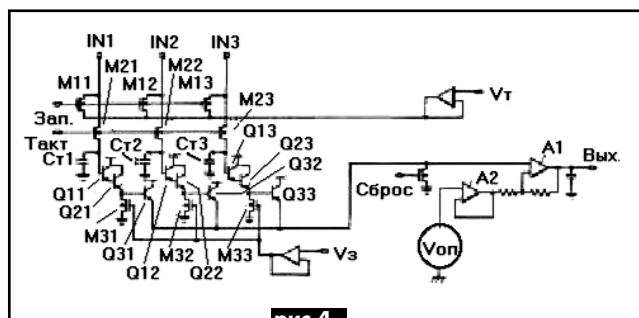 IN1 IN2 IN3
M21 M22
M11 M12 M13
M23
Vт
Зап.
Такт
Q13
Ст1 Ст2 Ст3
Q23
Q32
Q11
Q33
Q21
M31
Q31
M32
Q12
Q22
M33
Vз
Сброс
A1
Вых.
A2
Vоп
рис 4